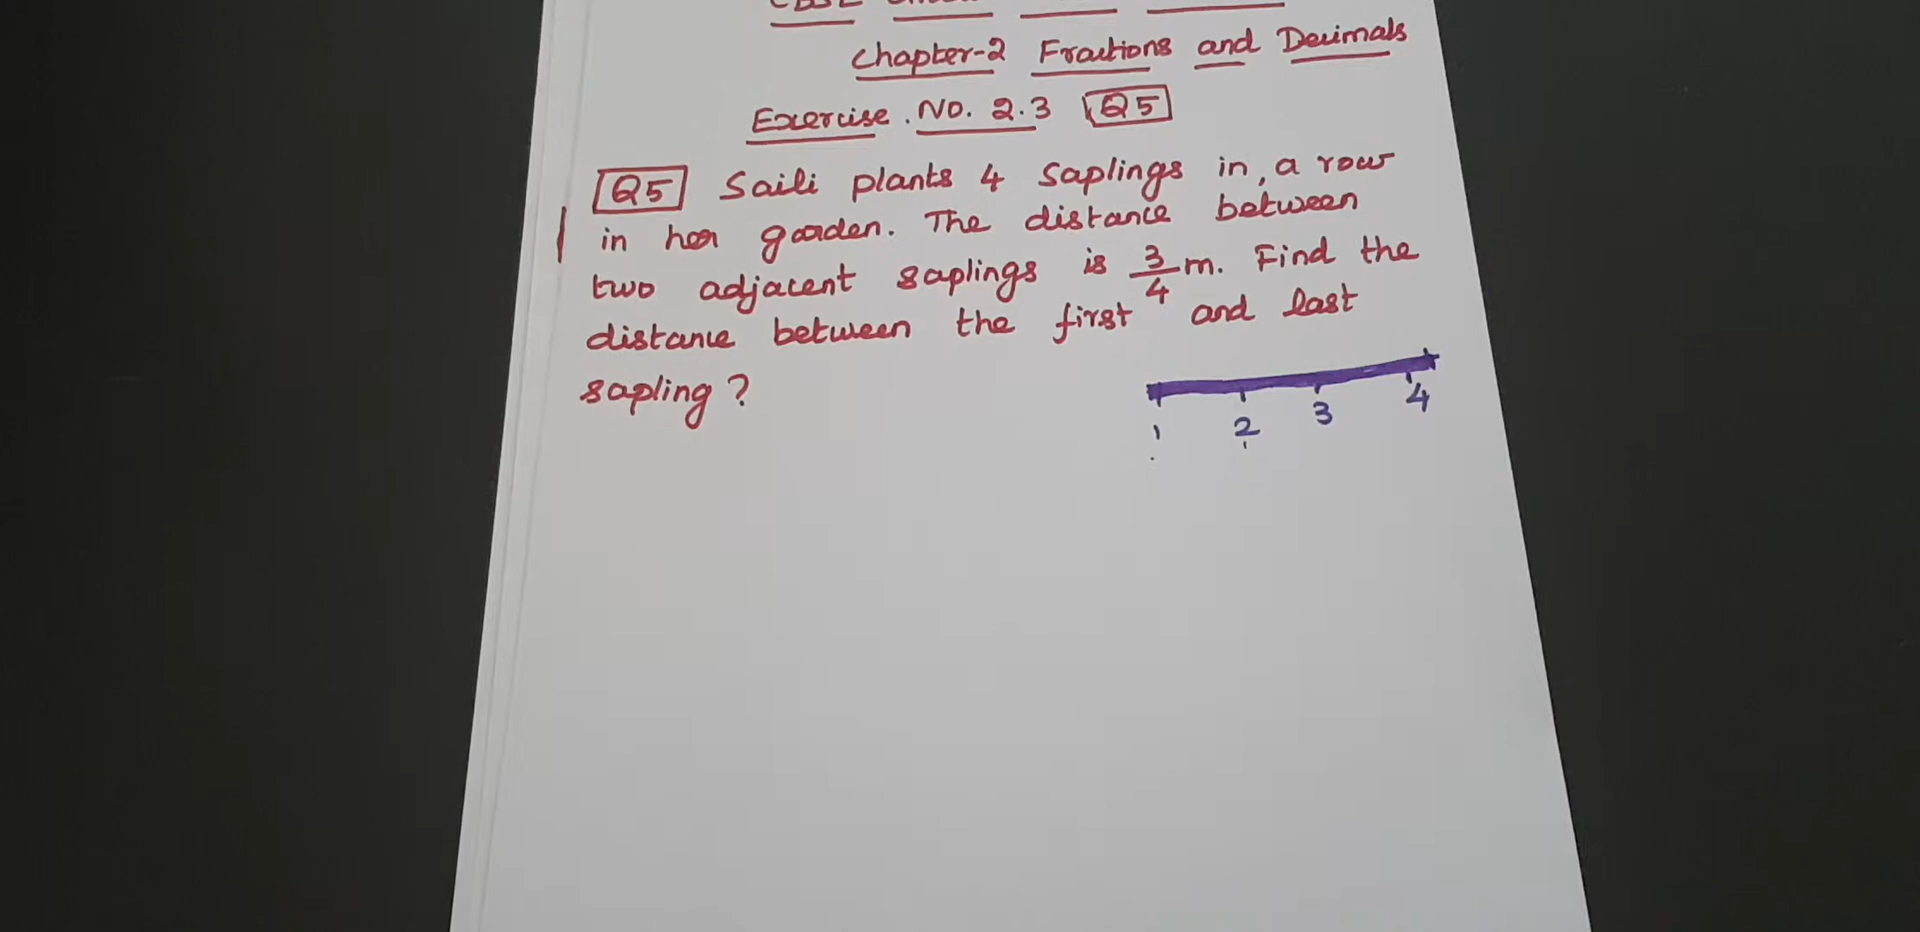 Chapter-2 Fractions and Decimals
Exercise. No. 2.3 Q5
Q5 Saili plants 4 saplings in, a row
in her garden. The distance between
two adjacent saplings is 3/4 m. Find the
distance between the first and last
sapling?
1 2 3 4